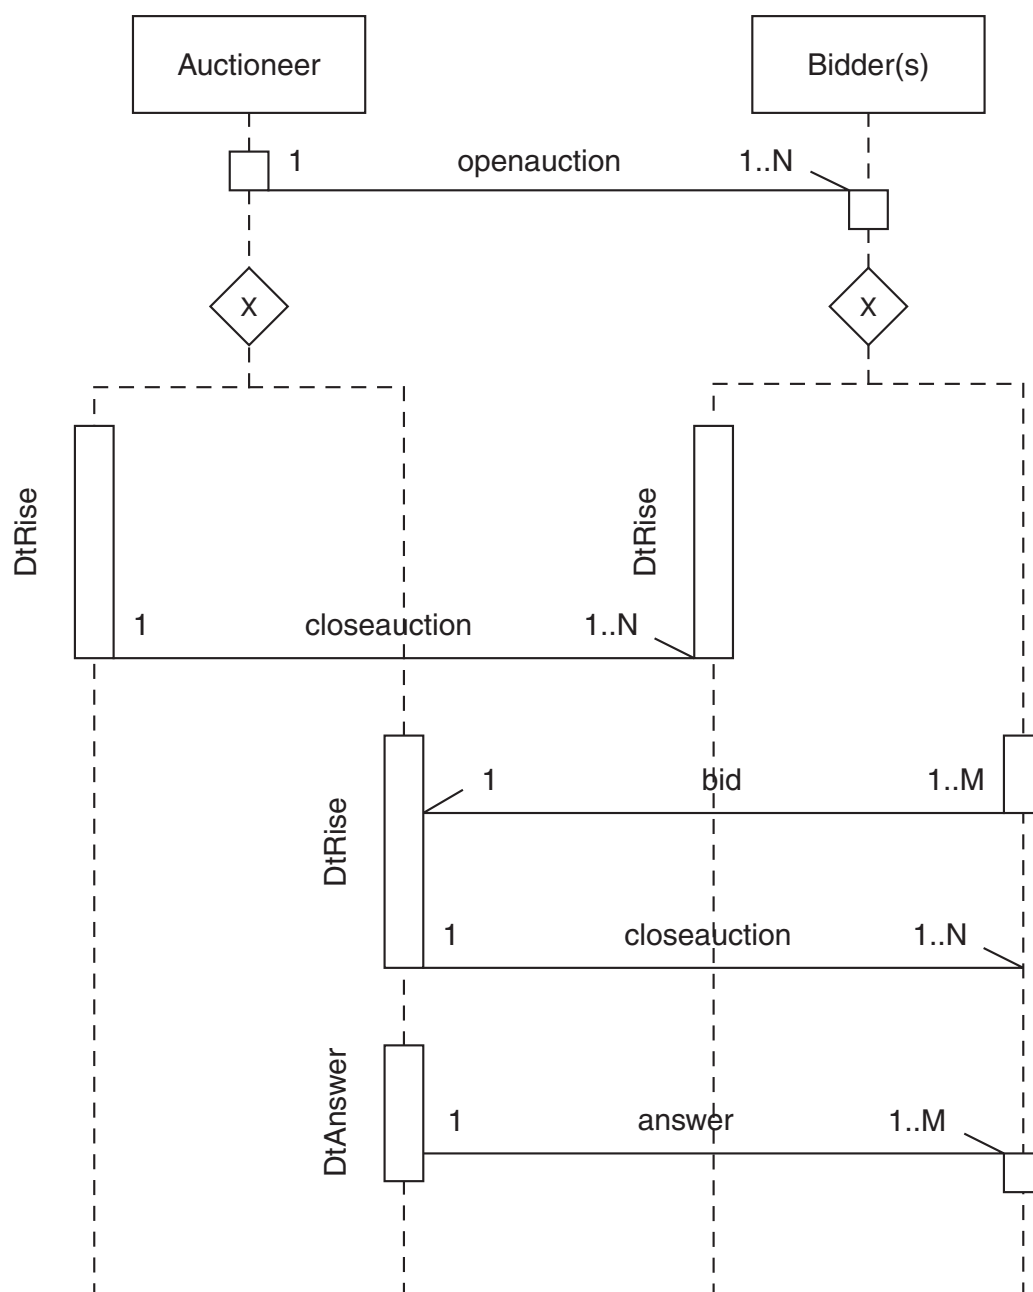 Auctioneer
Bidder(s)
1 openauction 1..N
X
X
DtRise
DtRise
1 closeauction 1..N
DtRise
1 bid 1..M
1 closeauction 1..N
DtAnswer
1 answer 1..M